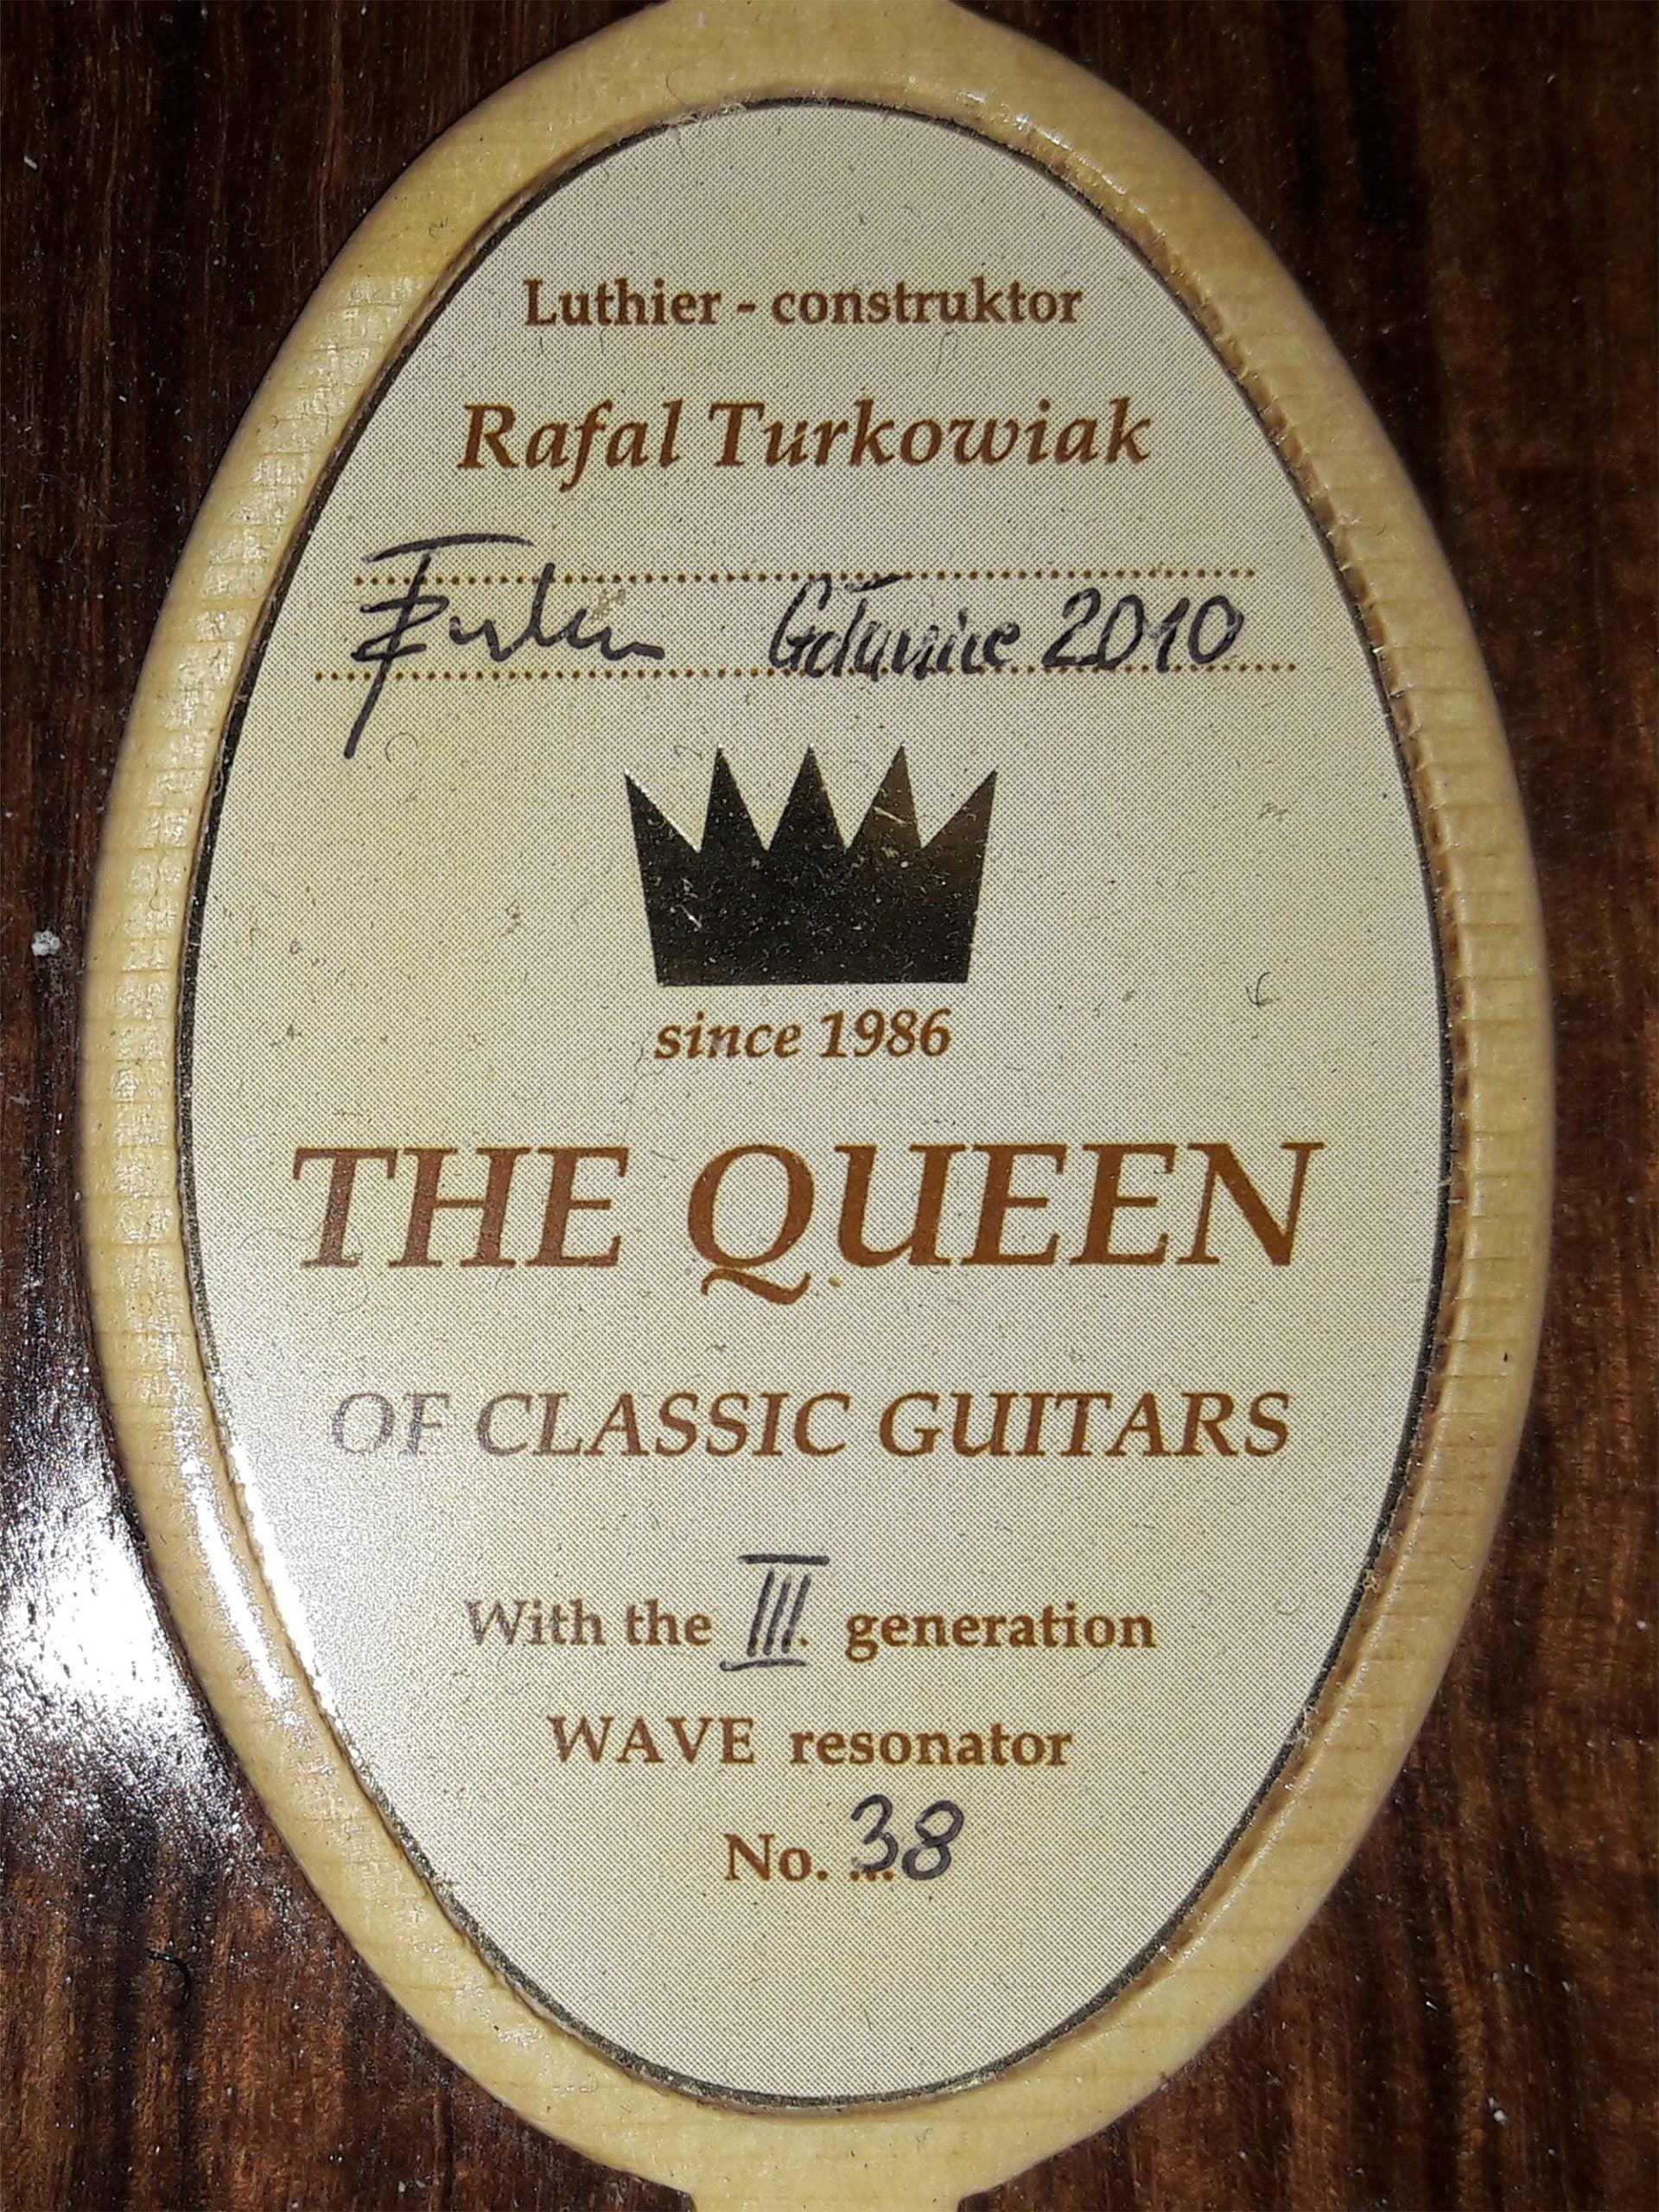 Luthier - construktor
Rafal Turkowiak
2010
since 1986
THE QUEEN
OF CLASSIC GUITARS
With the III. generation
WAVE resonator
No. ... 38